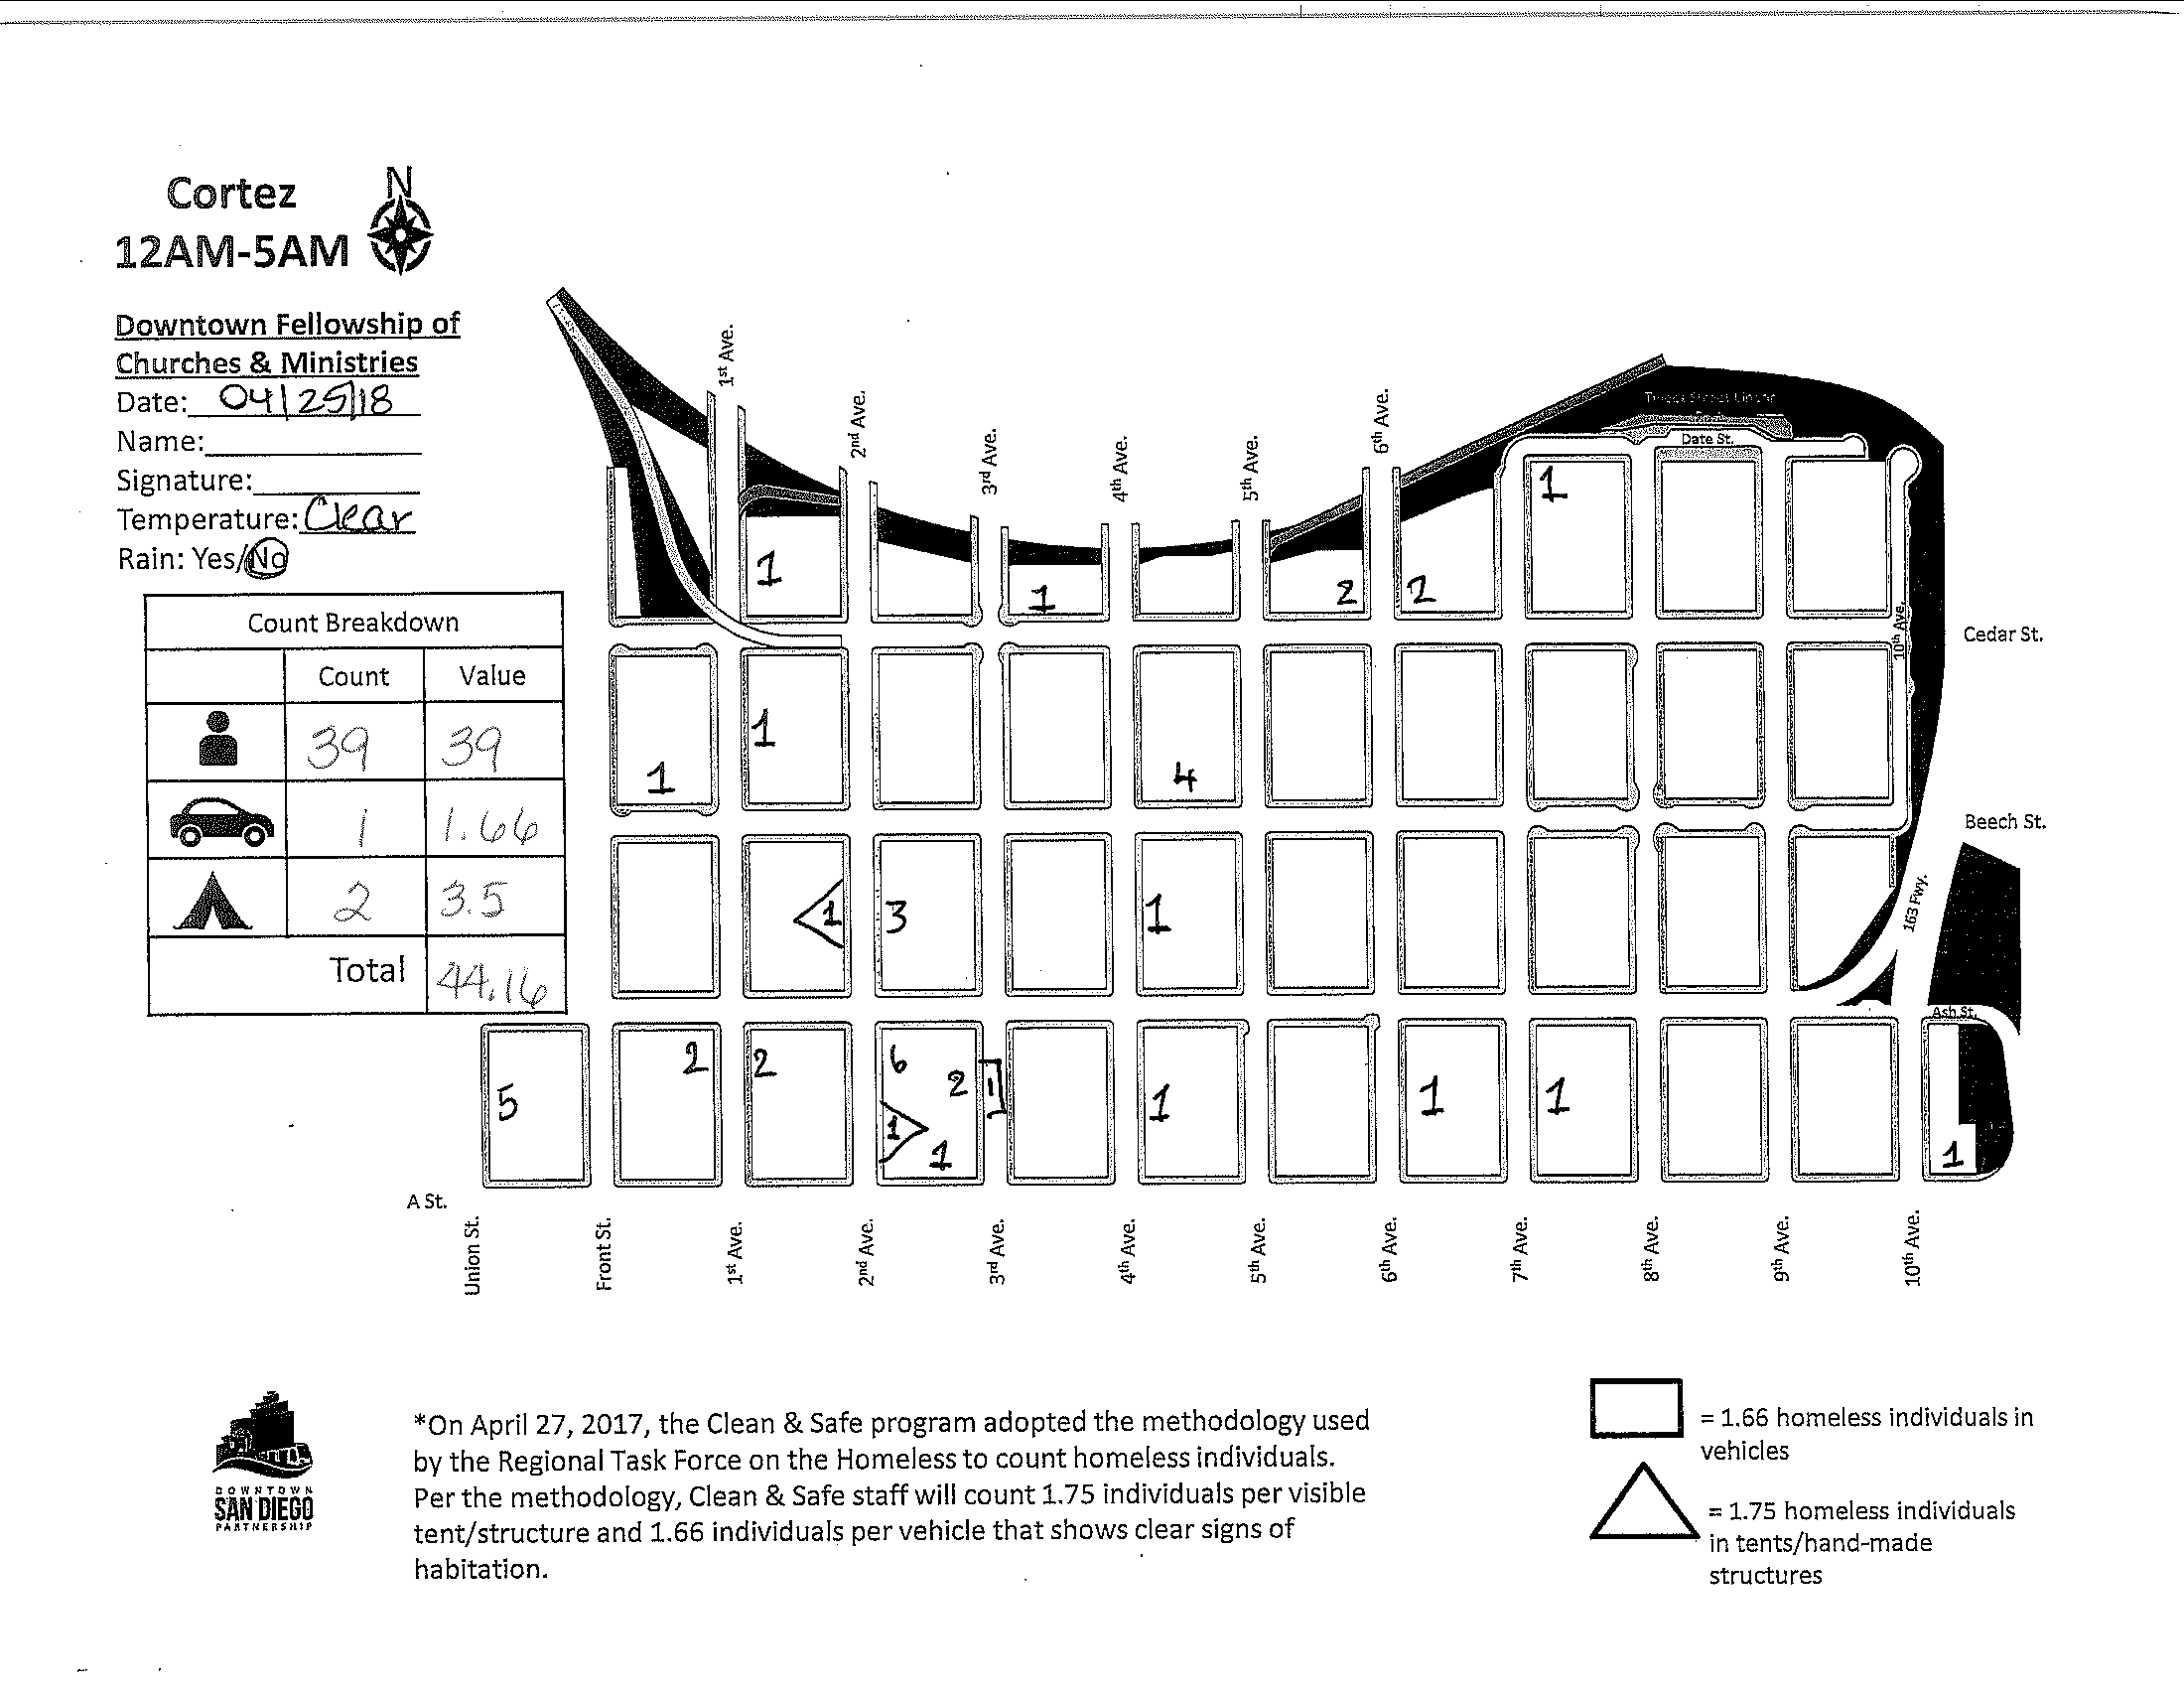 Cortez
N
12AM-5AM
Downtown Fellowship of
Churches & Ministries
Date: 04/25/18
Name:
Signature:
Temperature: Clear
Rain: Yes/No
Count Breakdown
Count Value
39 39
1 1.66
2 3.5
Total 44.16
1st Ave.
2nd Ave.
3rd Ave.
4th Ave.
5th Ave.
6th Ave.
Date St.
1
1
1
2
2
10th Ave.
Cedar St.
1
1
4
Beech St.
1
3
1
163 Fwy.
Ash St.
5
2
2
6
2
1
1
1
1
1
1
1
A St.
Union St.
Front St.
1st Ave.
2nd Ave.
3rd Ave.
4th Ave.
5th Ave.
6th Ave.
7th Ave.
8th Ave.
9th Ave.
10th Ave.
DOWNTOWN
SAN DIEGO
PARTNERSHIP
*On April 27, 2017, the Clean & Safe program adopted the methodology used
by the Regional Task Force on the Homeless to count homeless individuals.
Per the methodology, Clean & Safe staff will count 1.75 individuals per visible
tent/structure and 1.66 individuals per vehicle that shows clear signs of
habitation.
= 1.66 homeless individuals in
vehicles
= 1.75 homeless individuals
in tents/hand-made
structures